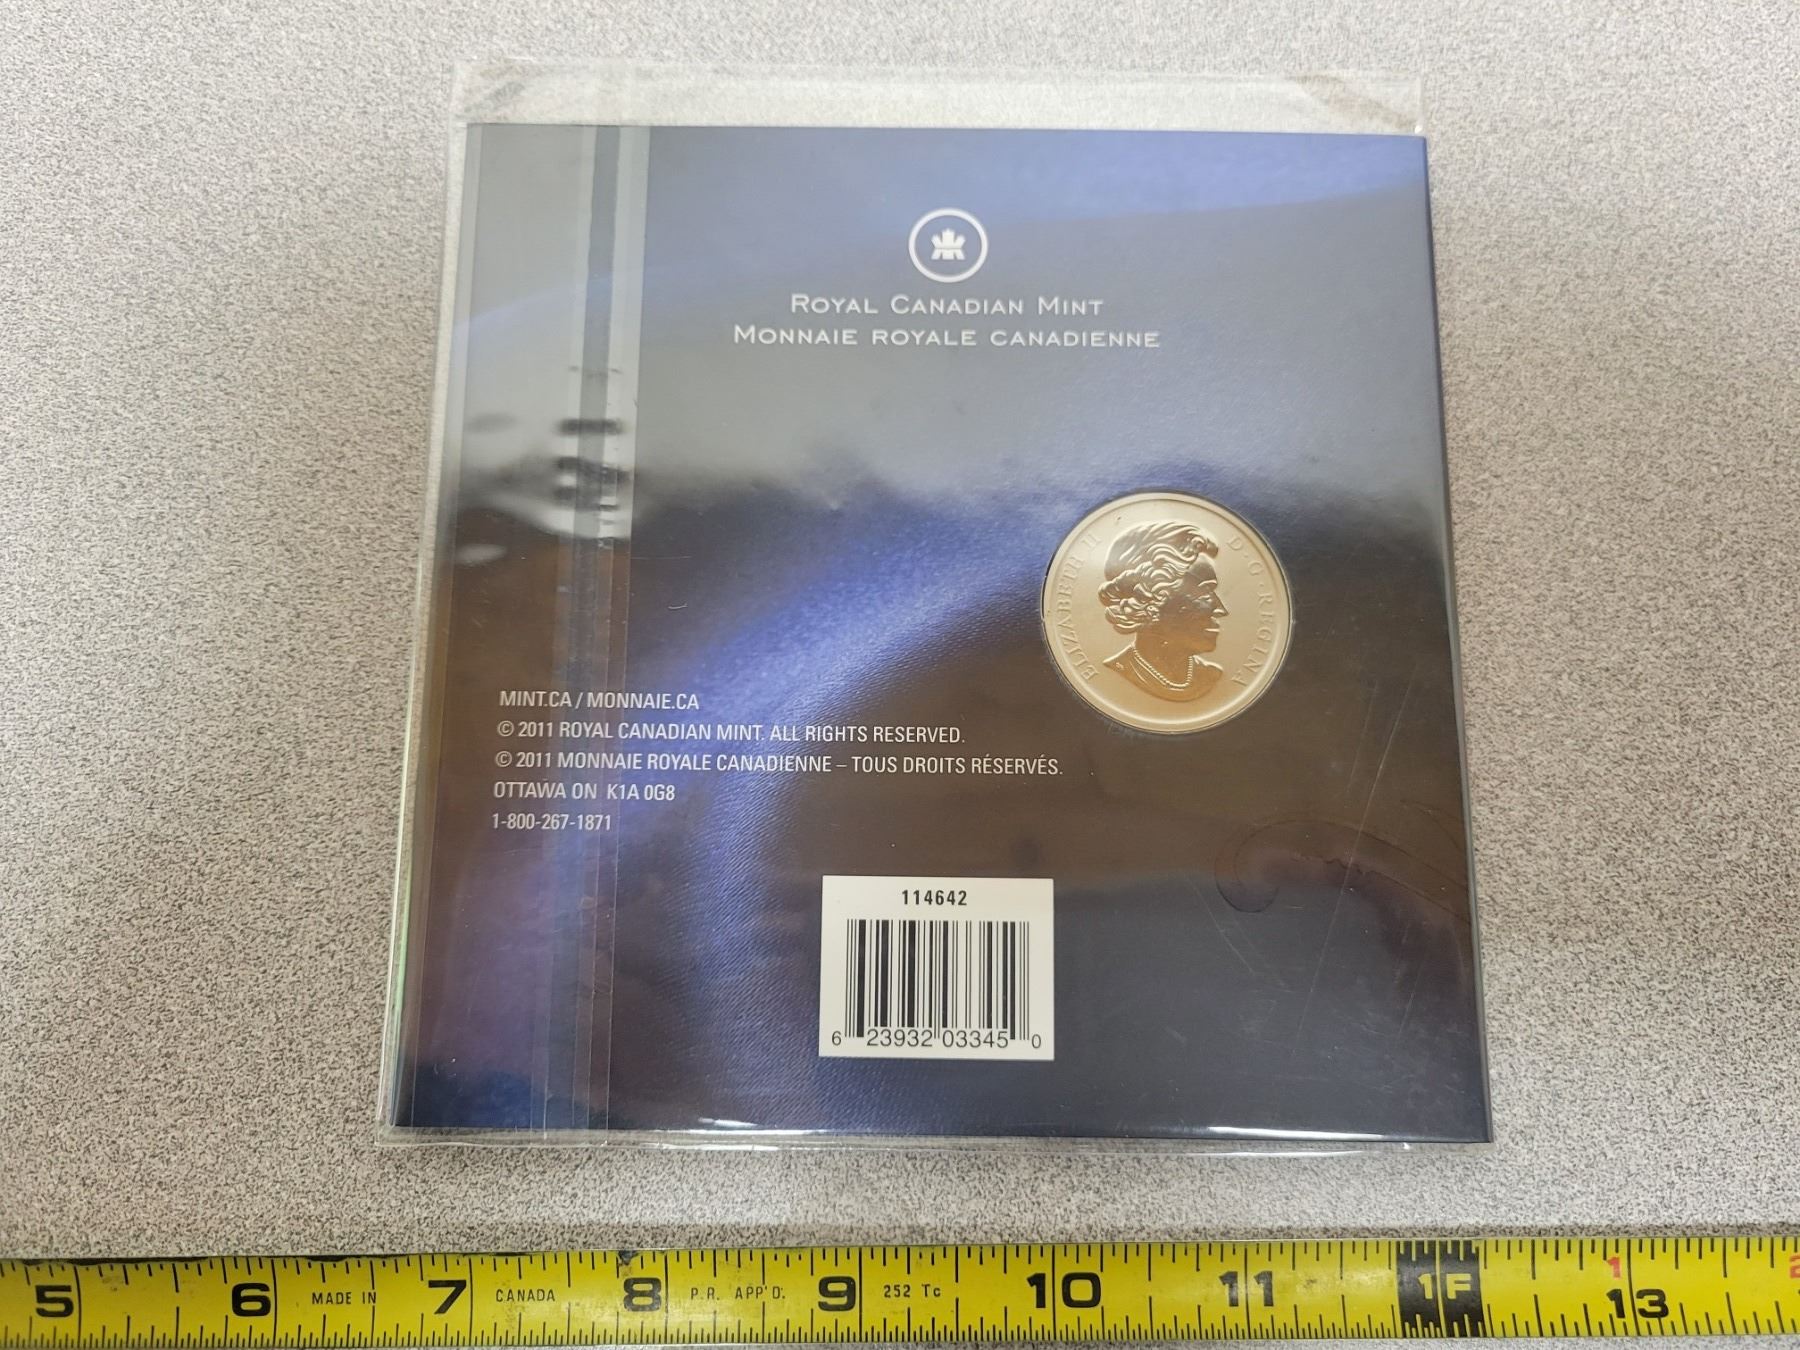 ROYAL CANADIAN MINT
MONNAIE ROYALE CANADIENNE
ELIZABETH II D·G·REGINA
MINT.CA / MONNAIE.CA
© 2011 ROYAL CANADIAN MINT. ALL RIGHTS RESERVED.
© 2011 MONNAIE ROYALE CANADIENNE – TOUS DROITS RÉSERVÉS.
OTTAWA ON K1A 0G8
1-800-267-1871
114642
6 23932 03345 0
5 6 MADE IN 7 CANADA 8 P.R. APP'D. 9 252 Tc 10 11 1F 1 13